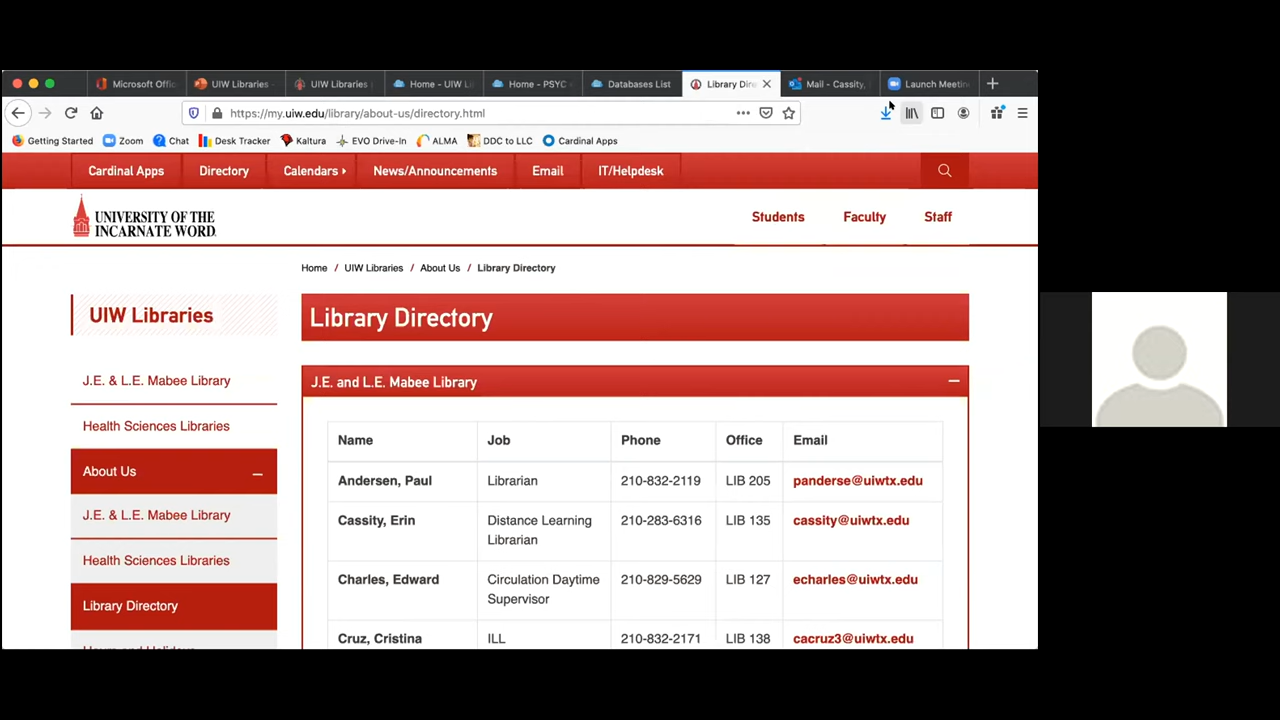 Microsoft Offic
UIW Libraries -
UIW Libraries
Home - UIW Li
Home - PSYC
Databases List
Library Dire
Mail - Cassity,
Launch Meetin
https://my.uiw.edu/library/about-us/directory.html
Getting Started
Zoom
Chat
Desk Tracker
Kaltura
EVO Drive-In
ALMA
DDC to LLC
Cardinal Apps
Cardinal Apps
Directory
Calendars
News/Announcements
Email
IT/Helpdesk
UNIVERSITY OF THE
INCARNATE WORD
Students
Faculty
Staff
Home / UIW Libraries / About Us / Library Directory
UIW Libraries
J.E. & L.E. Mabee Library
Health Sciences Libraries
About Us
J.E. & L.E. Mabee Library
Health Sciences Libraries
Library Directory
Library Directory
J.E. and L.E. Mabee Library
Name Job Phone Office Email
Andersen, Paul Librarian 210-832-2119 LIB 205 panderse@uiwtx.edu
Cassity, Erin Distance Learning 210-283-6316 LIB 135 cassity@uiwtx.edu
Librarian
Charles, Edward Circulation Daytime 210-829-5629 LIB 127 echarles@uiwtx.edu
Supervisor
Cruz, Cristina ILL 210-832-2171 LIB 138 cacruz3@uiwtx.edu